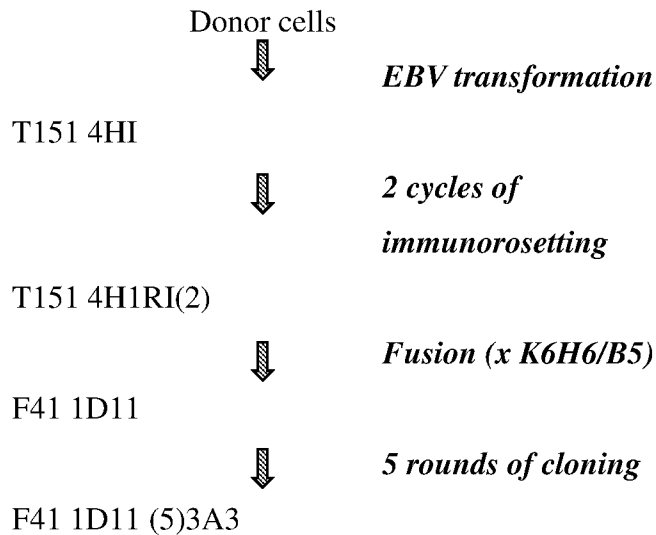 Donor cells
EBV transformation
T151 4HI
2 cycles of
immunorosetting
T151 4H1RI(2)
Fusion (x K6H6/B5)
F41 1D11
5 rounds of cloning
F41 1D11 (5)3A3